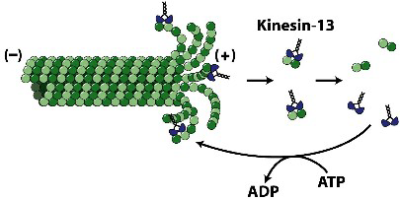 Kinesin-13
(−)
(+)
ADP
ATP